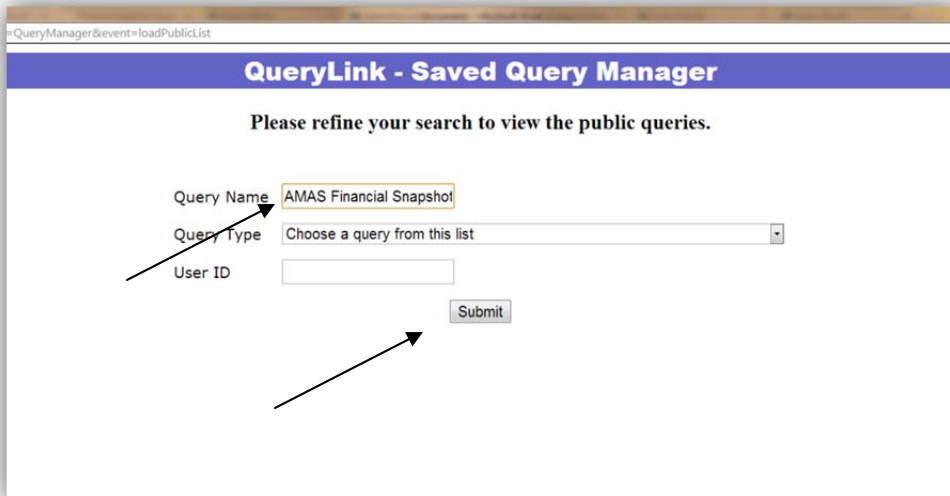 =QueryManager&event=loadPublicList
QueryLink - Saved Query Manager
Please refine your search to view the public queries.
Query Name AMAS Financial Snapshot
Query Type Choose a query from this list
User ID
Submit